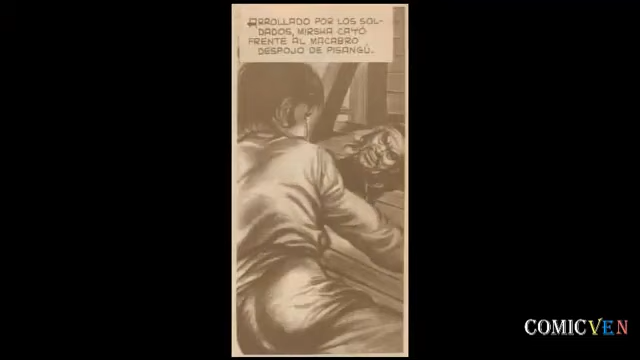 ARROLLADO POR LOS SOL-
DADOS, MIRSHA CAYÓ
FRENTE AL MACABRO
DESPOJO DE PISANGÚ.
COMICVEN